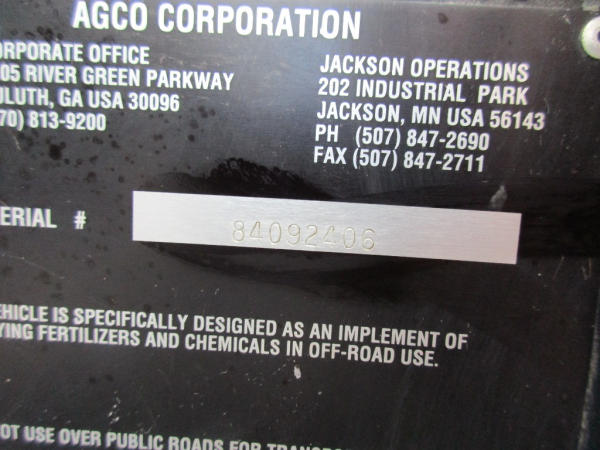 AGCO CORPORATION
ORPORATE OFFICE
05 RIVER GREEN PARKWAY
ULUTH, GA USA 30096
70) 813-9200
JACKSON OPERATIONS
202 INDUSTRIAL PARK
JACKSON, MN USA 56143
PH (507) 847-2690
FAX (507) 847-2711
ERIAL # 84092406
EHICLE IS SPECIFICALLY DESIGNED AS AN IMPLEMENT OF
YING FERTILIZERS AND CHEMICALS IN OFF-ROAD USE.
OT USE OVER PUBLIC ROADS FOR